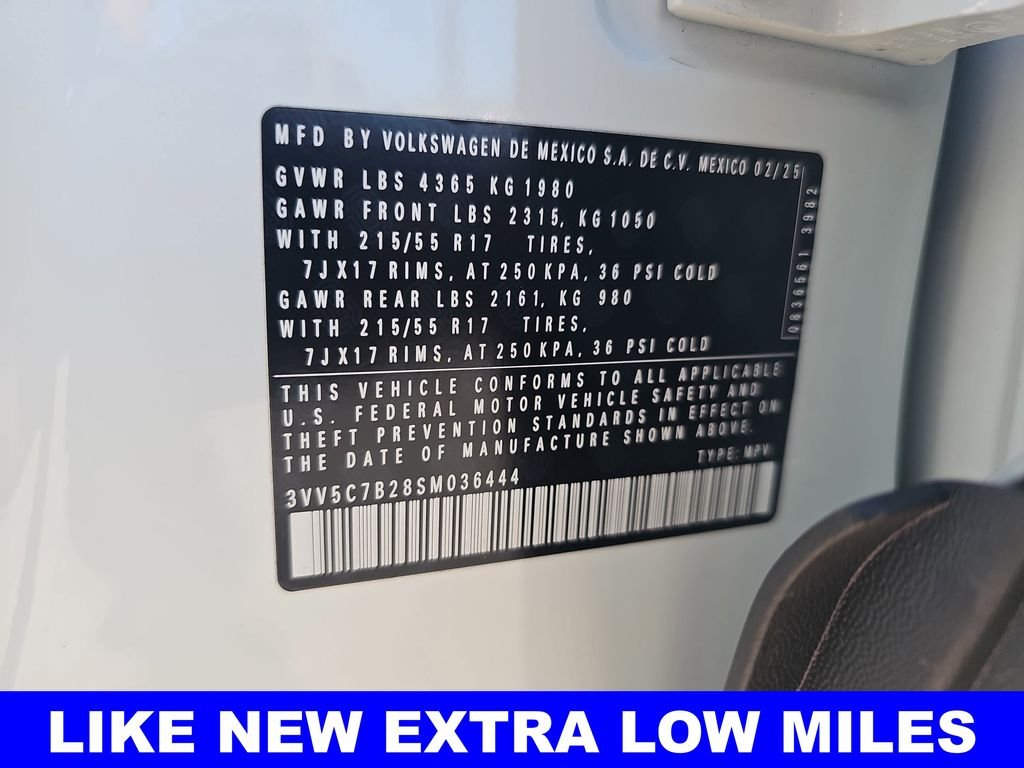 MFD BY VOLKSWAGEN DE MEXICO S.A. DE C.V. MEXICO 02/25
GVWR LBS 4365 KG 1980
GAWR FRONT LBS 2315, KG 1050
WITH 215/55 R17 TIRES,
7JX17 RIMS, AT 250 KPA, 36 PSI COLD
GAWR REAR LBS 2161, KG 980
WITH 215/55 R17 TIRES,
7JX17 RIMS, AT 250 KPA, 36 PSI COLD
0836561 3982
THIS VEHICLE CONFORMS TO ALL APPLICABLE
U.S. FEDERAL MOTOR VEHICLE SAFETY AND
THEFT PREVENTION STANDARDS IN EFFECT ON
THE DATE OF MANUFACTURE SHOWN ABOVE.
TYPE: MPV
3VV5C7B28SM036444
LIKE NEW EXTRA LOW MILES